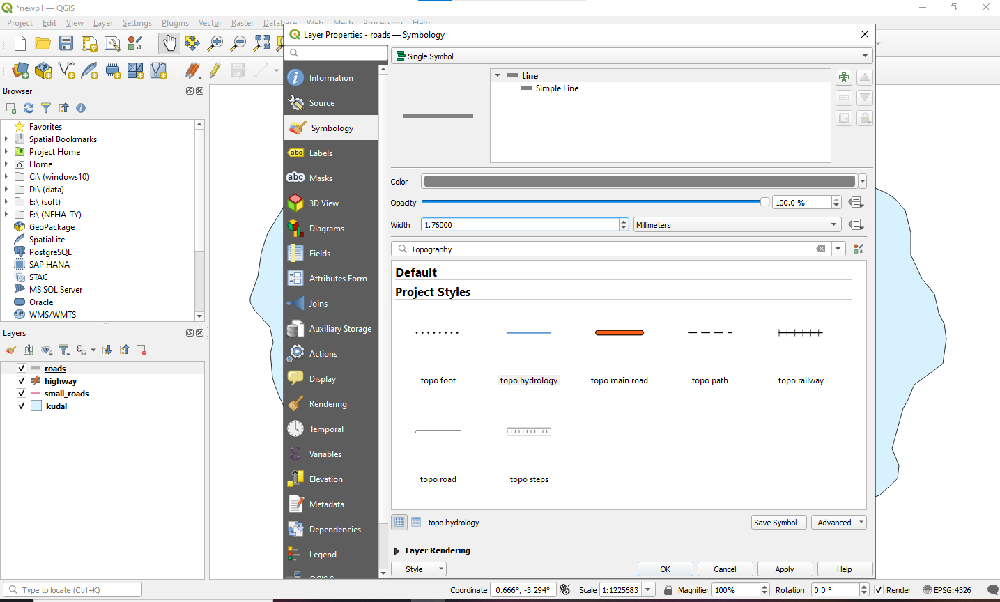 *newp1 — QGIS
Project Edit View Layer Settings Plugins Vector Raster Database Web Mesh Processing Help
Layer Properties - roads — Symbology
Single Symbol
Information
Source
Symbology
Labels
Masks
3D View
Diagrams
Fields
Attributes Form
Joins
Auxiliary Storage
Actions
Display
Rendering
Temporal
Variables
Elevation
Metadata
Dependencies
Legend
Line
Simple Line
Color
Opacity 100.0 %
Width 1.76000 Millimeters
Topography
Default
Project Styles
topo foot topo hydrology topo main road topo path topo railway
topo road topo steps
topo hydrology Save Symbol... Advanced
Layer Rendering
Style OK Cancel Apply Help
Browser
Favorites
Spatial Bookmarks
Project Home
Home
C:\ (windows10)
D:\ (data)
E:\ (soft)
F:\ (NEHA-TY)
GeoPackage
SpatiaLite
PostgreSQL
SAP HANA
STAC
MS SQL Server
Oracle
WMS/WMTS
Layers
roads
highway
small_roads
kudal
Type to locate (Ctrl+K) Coordinate 0.666°, -3.294° Scale 1:1225683 Magnifier 100% Rotation 0.0 ° Render EPSG:4326